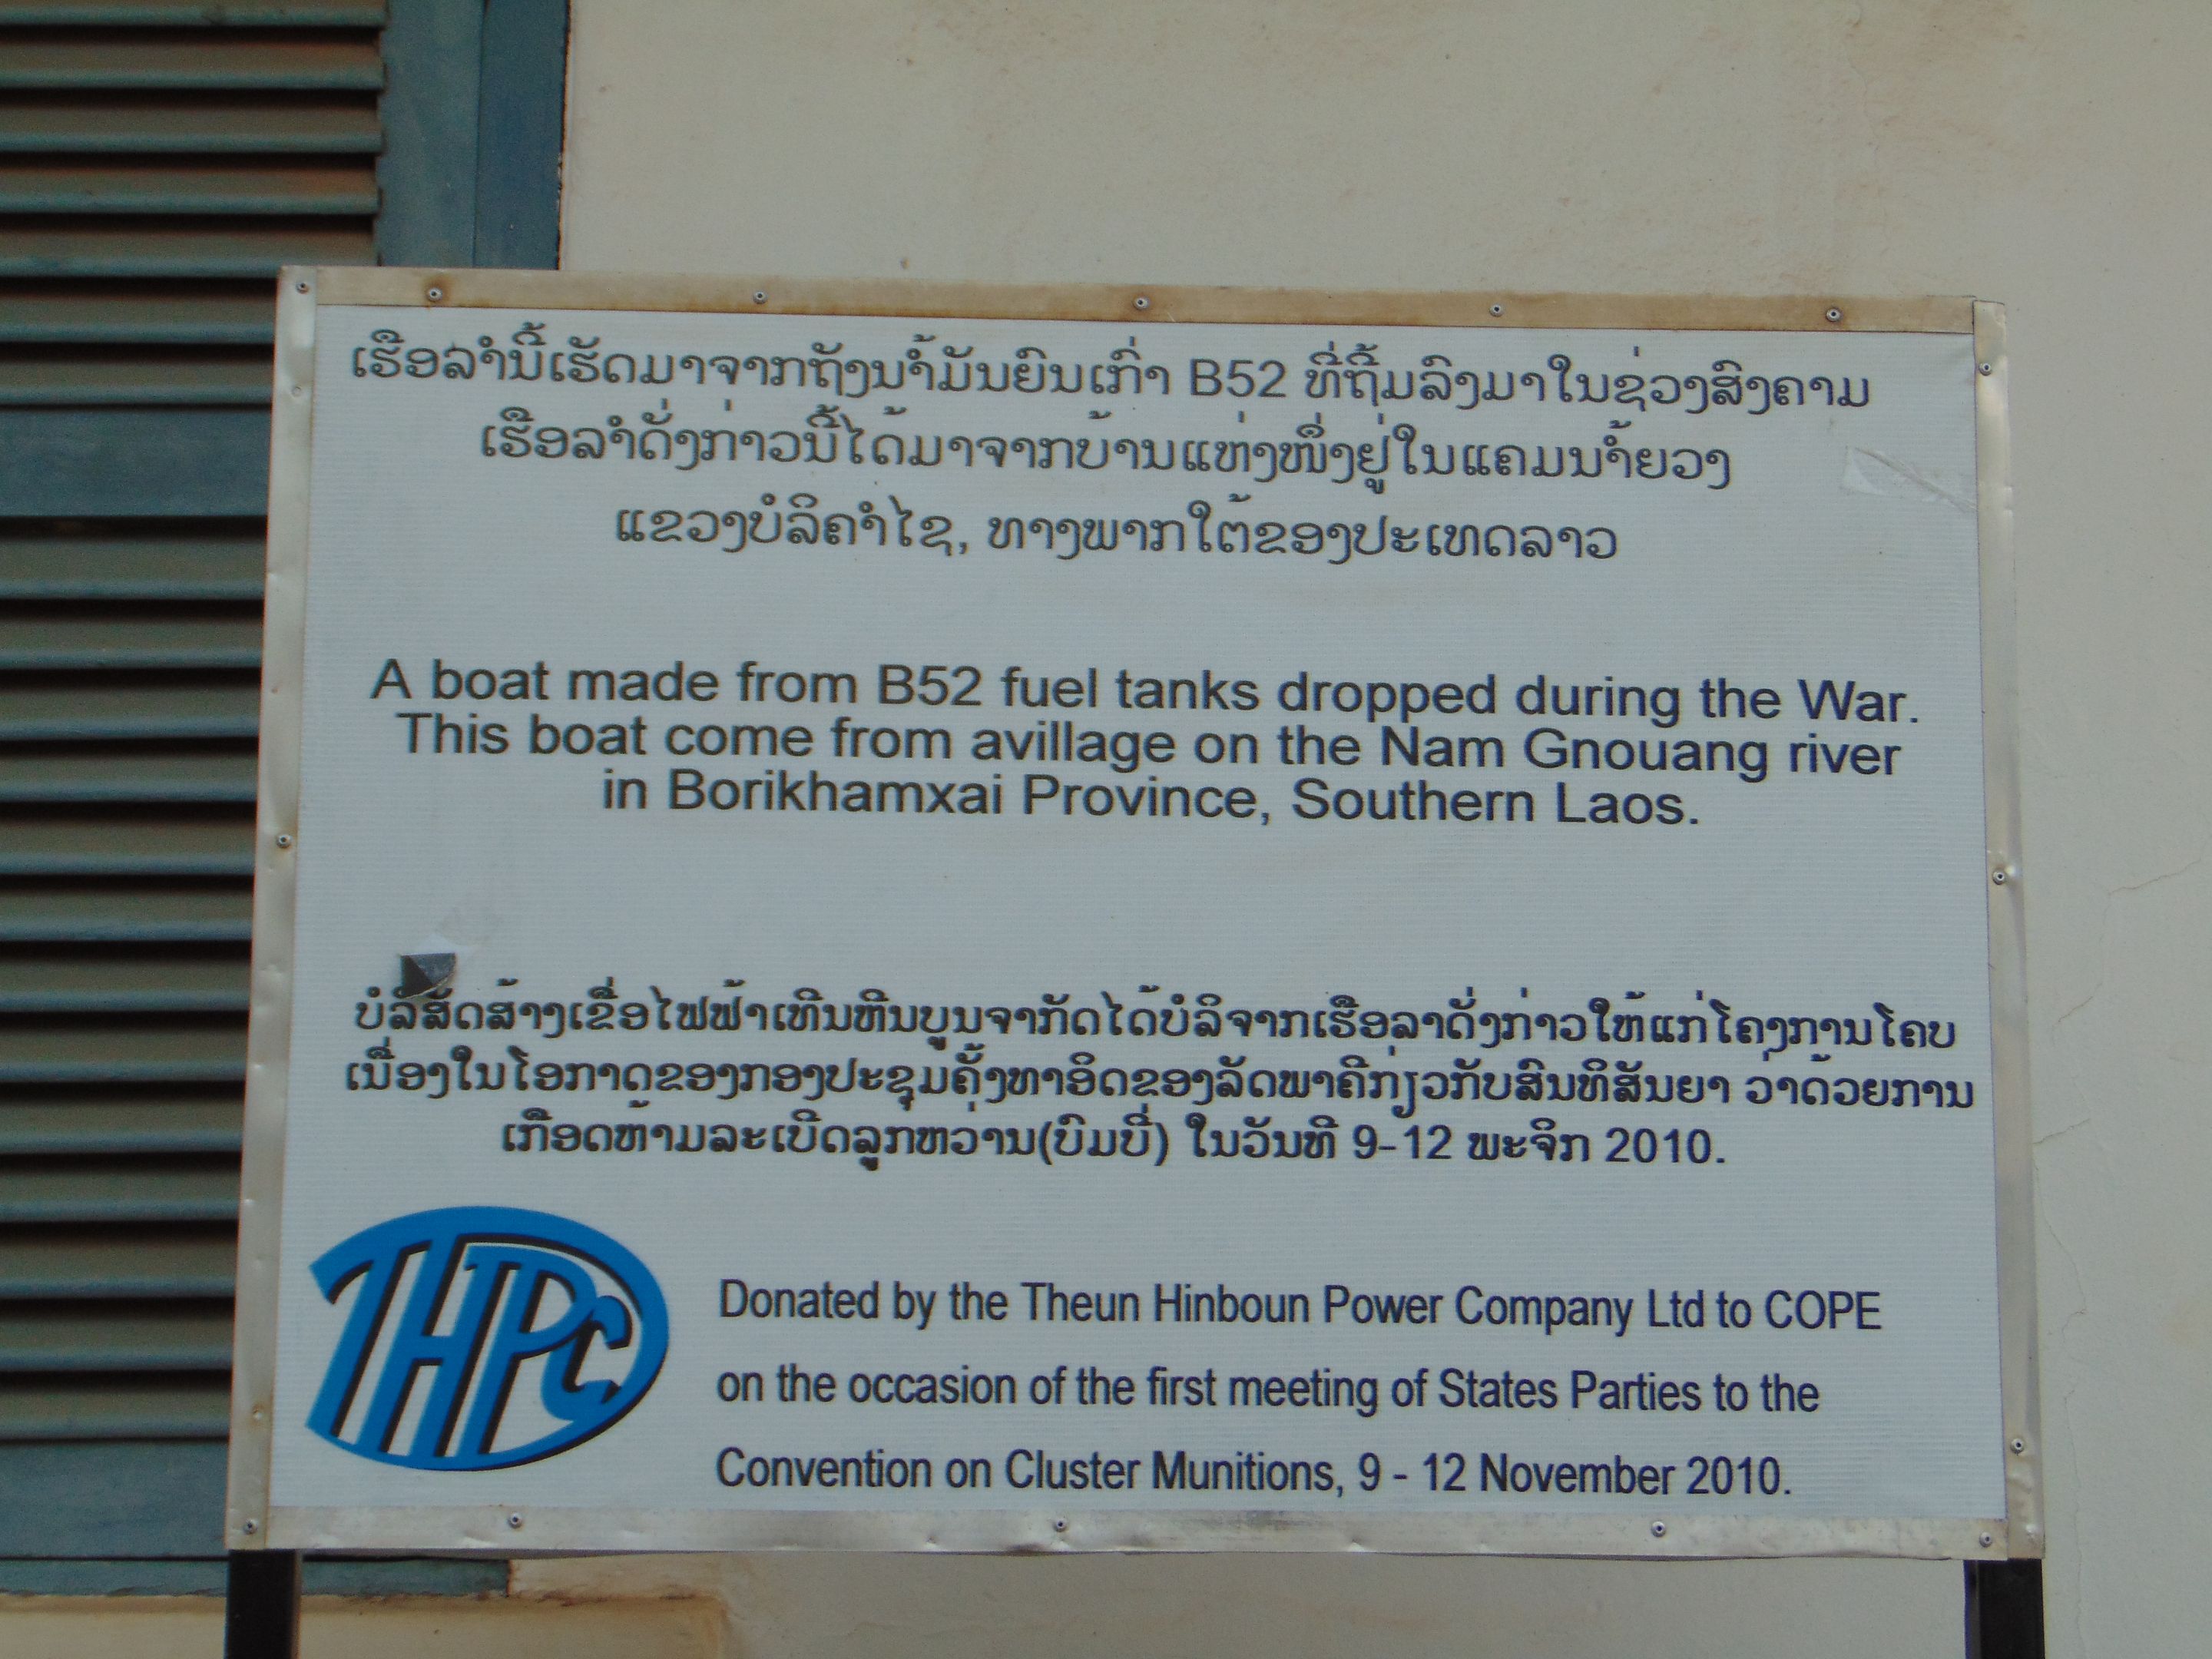 ເຮືອລຳນີ້ເຮັດມາຈາກຖັງນ້ຳມັນຍົນເກົ່າ B52 ທີ່ຖິ້ມລົງມາໃນຊ່ວງສົງຄາມ
ເຮືອລຳດັ່ງກ່າວນີ້ໄດ້ມາຈາກບ້ານແຫ່ງໜຶ່ງຢູ່ໃນແຄມນ້ຳຍວງ
ແຂວງບໍລິຄຳໄຊ, ທາງພາກໃຕ້ຂອງປະເທດລາວ
A boat made from B52 fuel tanks dropped during the War.
This boat come from avillage on the Nam Gnouang river
in Borikhamxai Province, Southern Laos.
ບໍລິສັດສ້າງເຂື່ອໄຟຟ້າເທີນຫີນບູນຈາກັດໄດ້ບໍລິຈາກເຮືອລາດັ່ງກ່າວໃຫ້ແກ່ໂຄງການໂຄບ
ເນື່ອງໃນໂອກາດຂອງກອງປະຊຸມຄັ້ງທາອິດຂອງລັດພາຄີກ່ຽວກັບສົນທິສັນຍາ ວ່າດ້ວຍການ
ເກືອດຫ້າມລະເບີດລູກຫວ່ານ(ບົມບີ່) ໃນວັນທີ 9-12 ພະຈິກ 2010.
THPC
Donated by the Theun Hinboun Power Company Ltd to COPE
on the occasion of the first meeting of States Parties to the
Convention on Cluster Munitions, 9 - 12 November 2010.